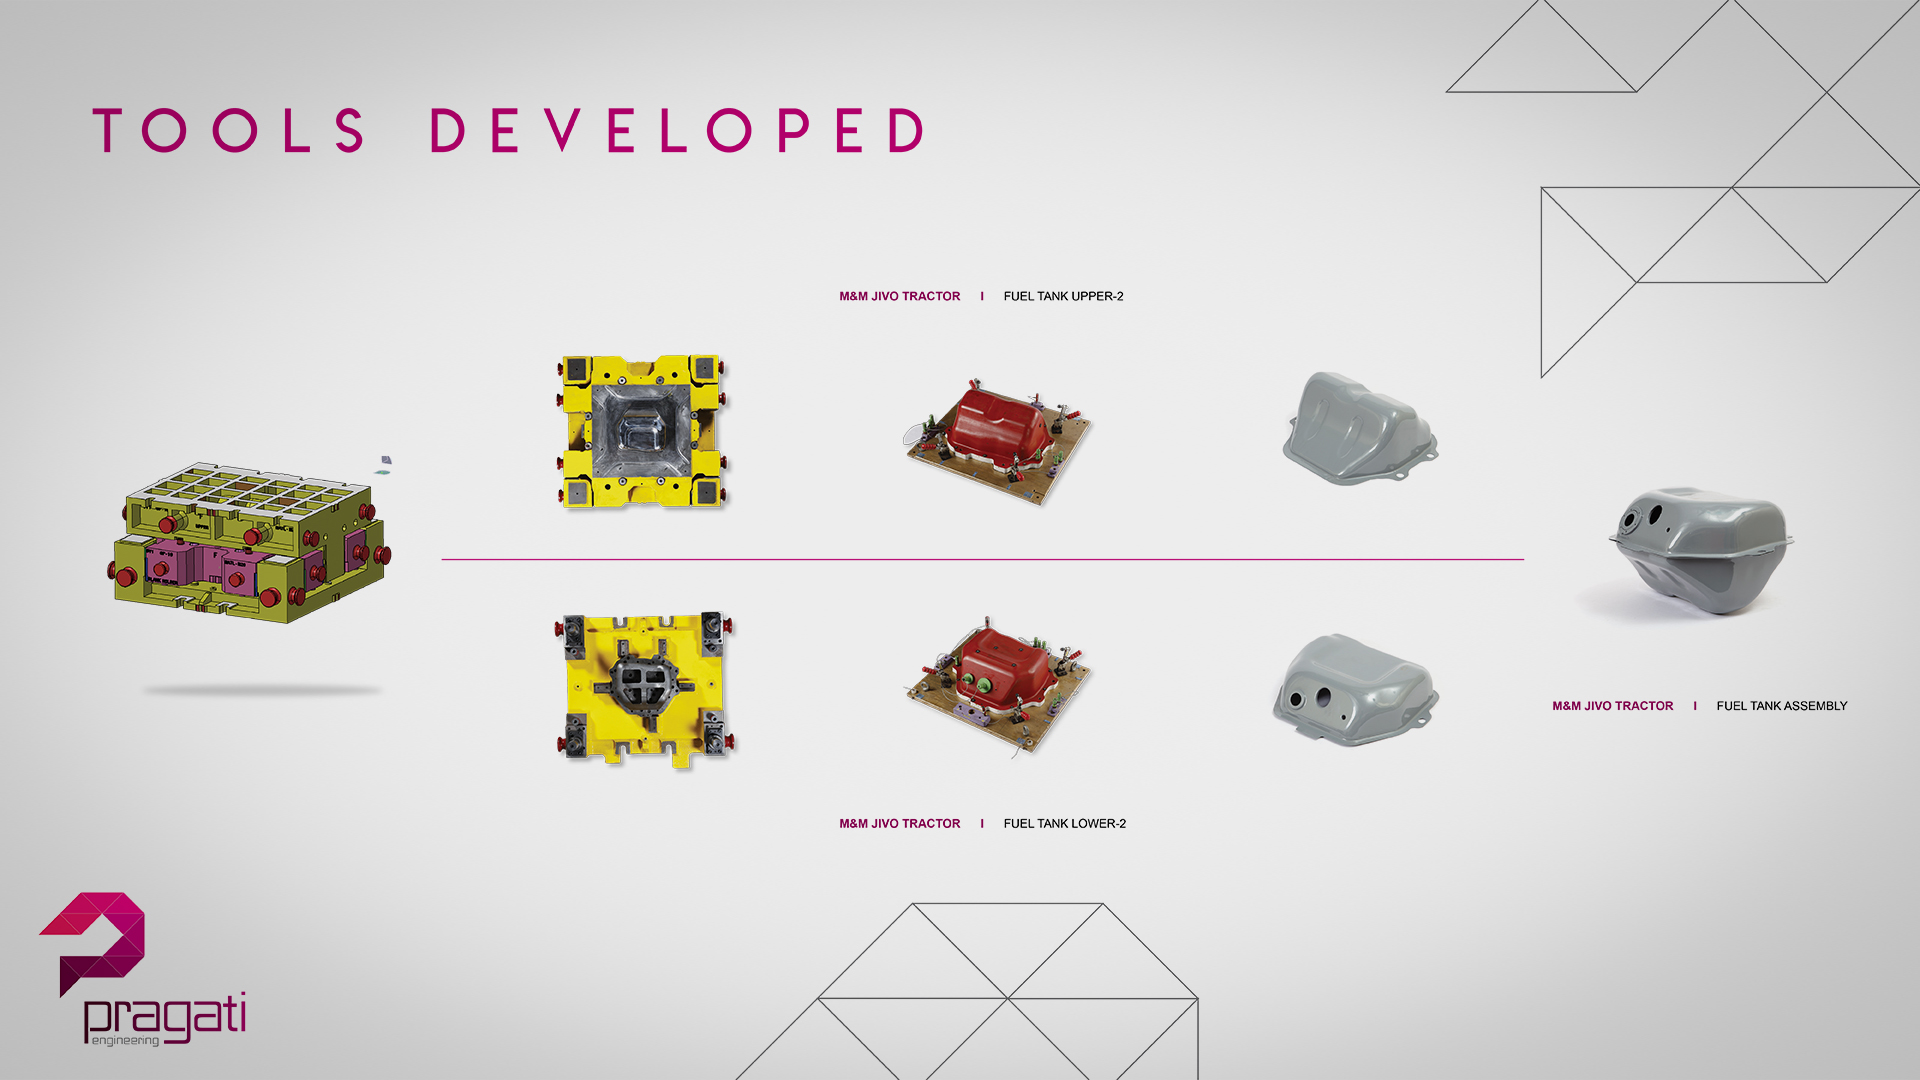 TOOLS DEVELOPED
M&M JIVO TRACTOR I FUEL TANK UPPER-2
M&M JIVO TRACTOR I FUEL TANK ASSEMBLY
M&M JIVO TRACTOR I FUEL TANK LOWER-2
pragati
engineering